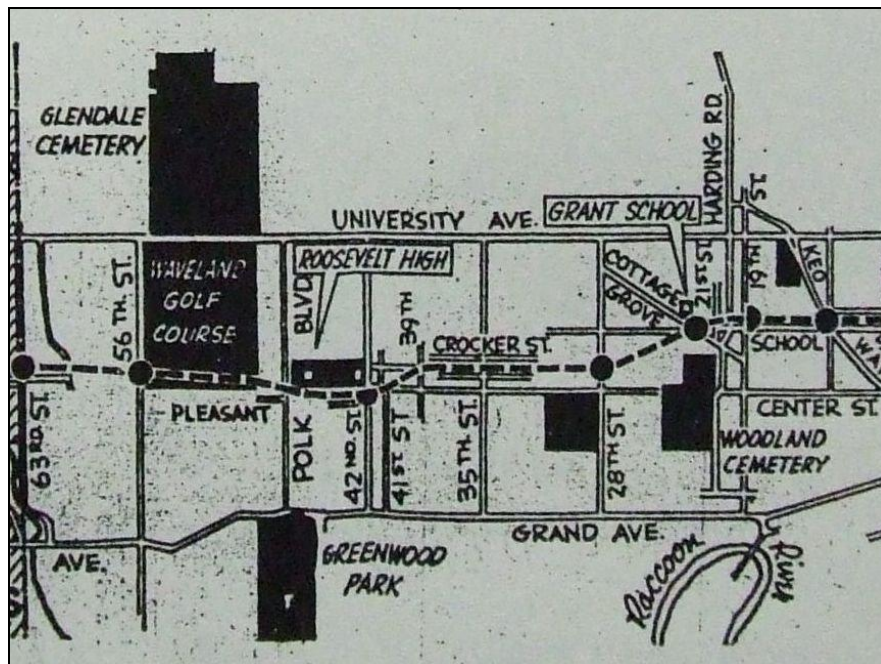 GLENDALE
CEMETERY
UNIVERSITY AVE.
GRANT SCHOOL
HARDING RD.
ST.
19TH
KEO
21ST ST.
COTTAGE
GROVE
ROOSEVELT HIGH
BLVD.
WAVELAND
GOLF
COURSE
56TH ST.
39TH
CROCKER ST.
SCHOOL
WA
PLEASANT
CENTER ST.
63RD ST.
POLK
42ND ST.
41ST ST
35TH ST.
28TH ST.
WOODLAND
CEMETERY
GRAND AVE.
AVE.
GREENWOOD
PARK
Raccoon
River